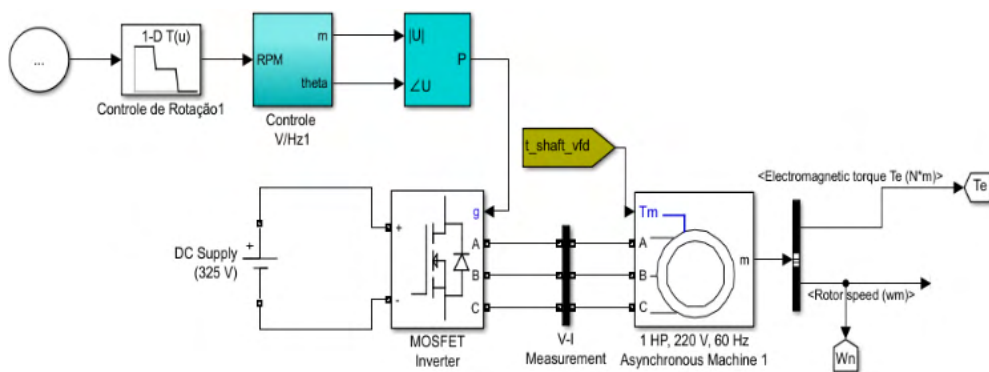 ...
1-D T(u)
Controle de Rotação1
RPM
m
theta
Controle
V/Hz1
|U|
∠U
P
t_shaft_vfd
<Electromagnetic torque Te (N*m)>
Te
DC Supply
(325 V)
+
+
-
g
A
B
C
MOSFET
Inverter
V-I
Measurement
Tm
A
B
C
m
1 HP, 220 V, 60 Hz
Asynchronous Machine 1
<Rotor speed (wm)>
Wn